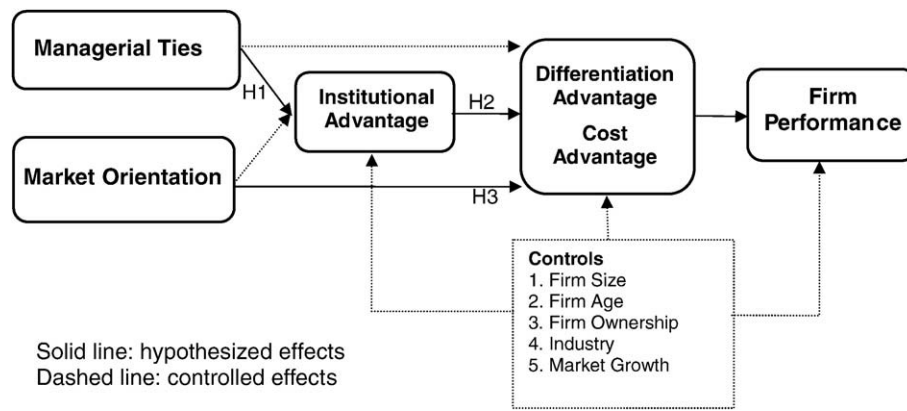 Managerial Ties
H1
Institutional
Advantage
H2
Differentiation
Advantage
Cost
Advantage
Firm
Performance
Market Orientation
H3
Controls
1. Firm Size
2. Firm Age
3. Firm Ownership
4. Industry
5. Market Growth
Solid line: hypothesized effects
Dashed line: controlled effects